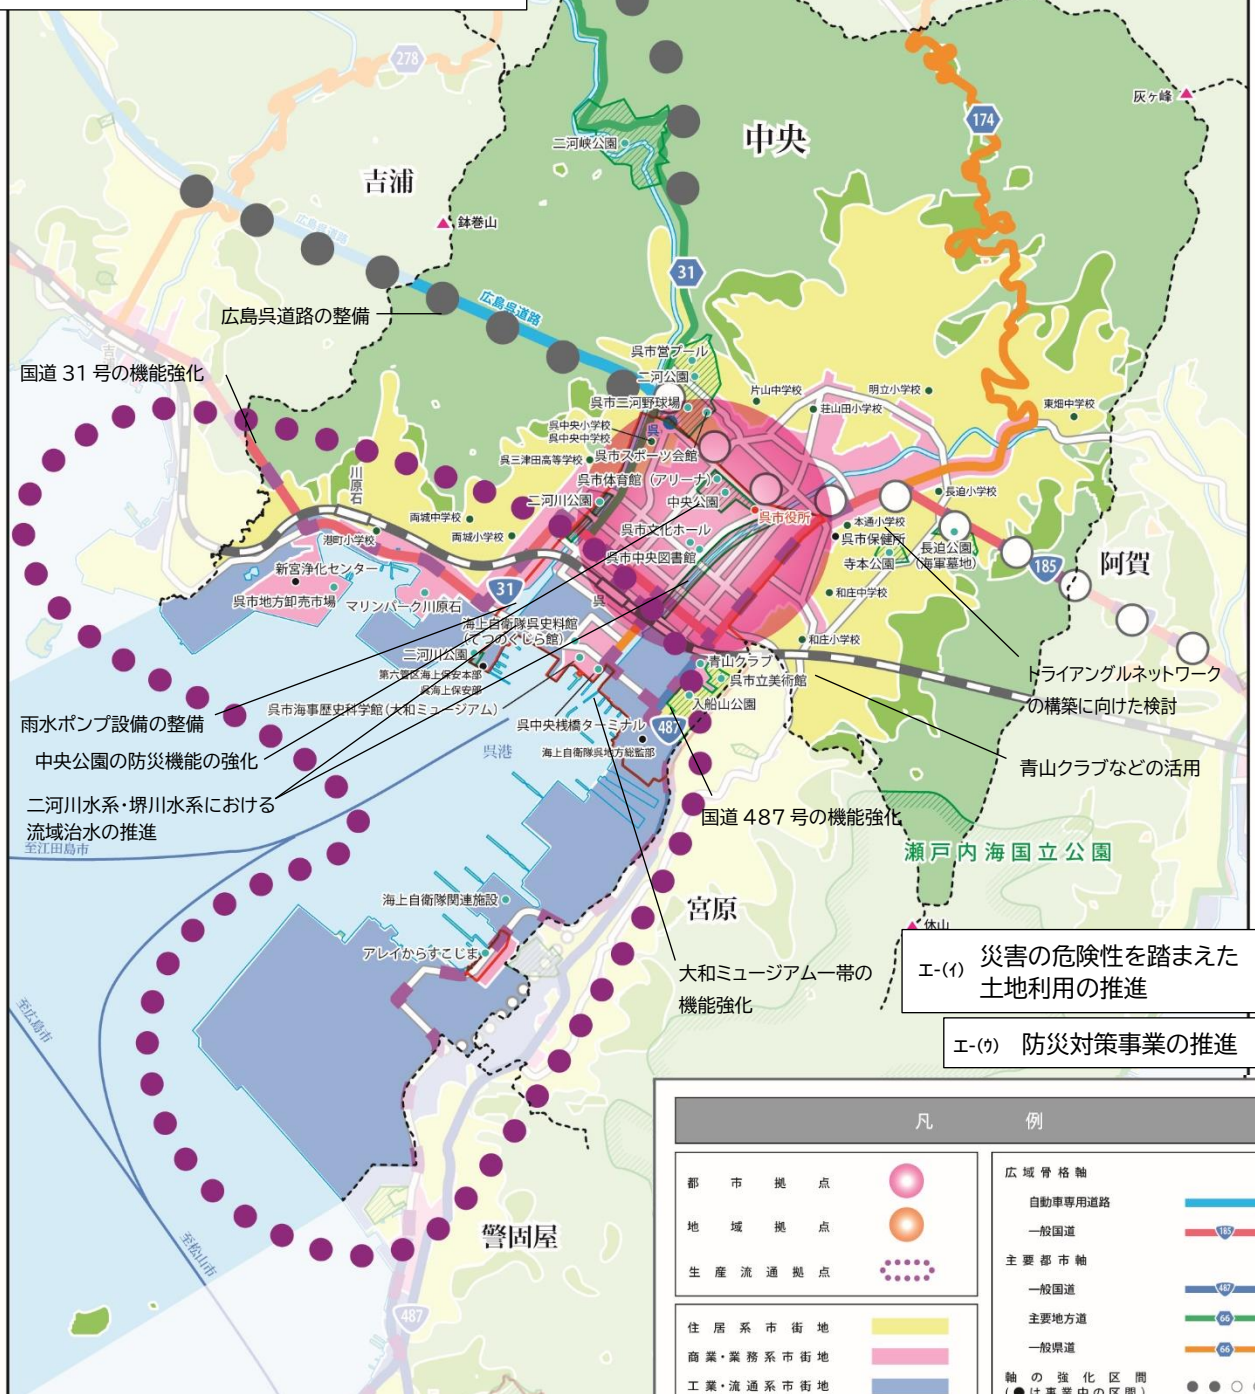 278
中央
174
灰ヶ峰
二河峡公園
吉浦
鉢巻山
広島呉道路
31
広島呉道路
広島呉道路の整備
国道 31 号の機能強化
呉市営プール
二河公園
呉市二河野球場
片山中学校
明立小学校
荘山田小学校
東畑中学校
呉中央小学校
呉中央中学校
呉市スポーツ会館
呉三津田高等学校
呉市体育館(アリーナ)
中央公園
二河川公園
川原石
両城中学校
両城小学校
港町小学校
呉市文化ホール
呉市役所
長迫小学校
本通小学校
呉市保健所
呉市中央図書館
寺本公園
長迫公園
(海軍墓地)
185
阿賀
新宮浄化センター
呉市地方卸売市場
マリンパーク川原石
31
呉
和庄中学校
和庄小学校
海上自衛隊呉史料館
(てつのくじら館)
二河川公園
第六管区海上保安本部
呉海上保安部
呉市海事歴史科学館(大和ミュージアム)
青山クラブ
呉市立美術館
入船山公園
呉中央桟橋ターミナル
487
海上自衛隊呉地方総監部
呉港
トライアングルネットワーク
の構築に向けた検討
雨水ポンプ設備の整備
中央公園の防災機能の強化
二河川水系・堺川水系における
流域治水の推進
至江田島市
青山クラブなどの活用
国道 487 号の機能強化
瀬戸内海国立公園
海上自衛隊関連施設
宮原
休山
アレイからすこじま
大和ミュージアム一帯の
機能強化
エ-(イ) 災害の危険性を踏まえた
土地利用の推進
エ-(ウ) 防災対策事業の推進
至広島市
至松山市
警固屋
487
凡 例
都市拠点
地域拠点
生産流通拠点
住居系市街地
商業・業務系市街地
工業・流通系市街地
広域骨格軸
自動車専用道路
一般国道
185
主要都市軸
一般国道
487
主要地方道
66
一般県道
66
軸の強化区間
(●は事業中の区間)